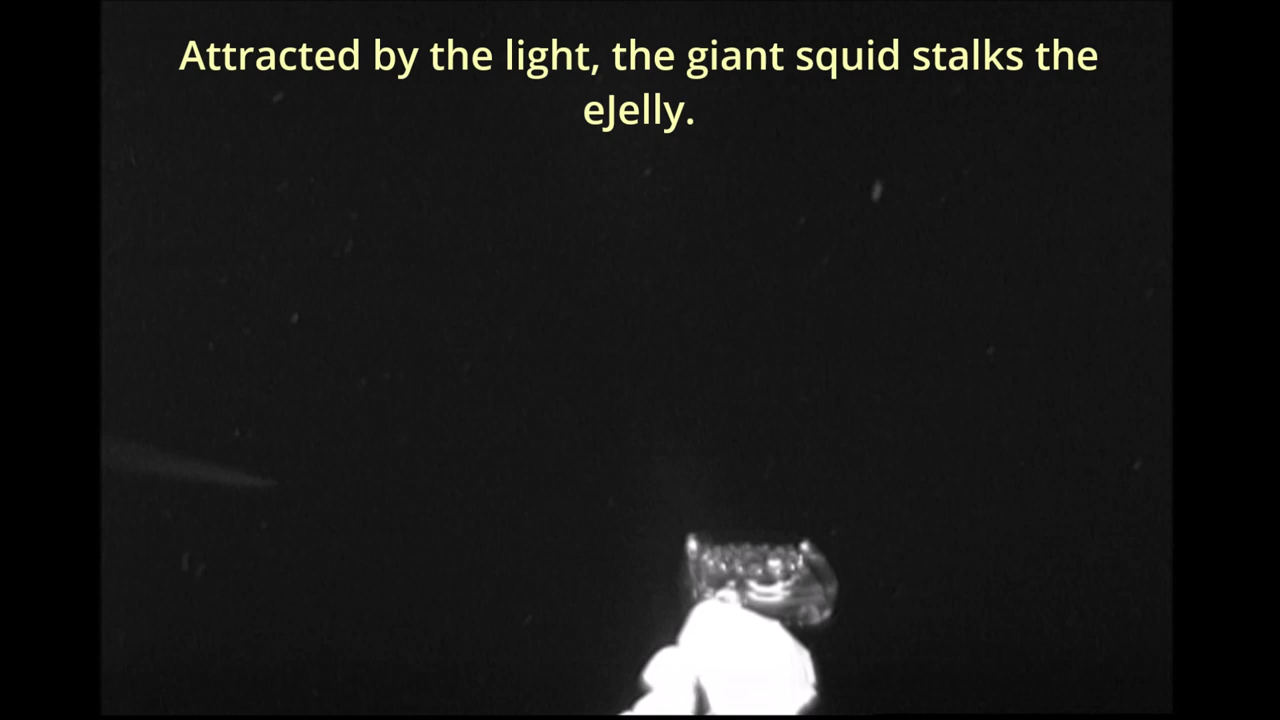 Attracted by the light, the giant squid stalks the
eJelly.